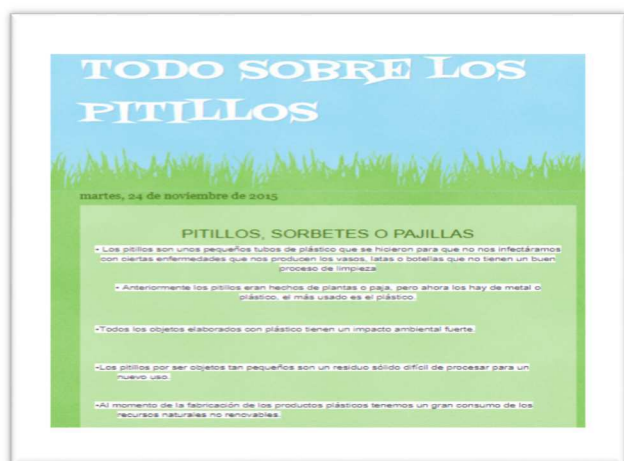 TODO SOBRE LOS
PITILLOS
martes, 24 de noviembre de 2015
PITILLOS, SORBETES O PAJILLAS
• Los pitillos son unos pequeños tubos de plástico que se hicieron para que no nos infectáramos
con ciertas enfermedades que nos producen los vasos, latas o botellas que no tienen un buen
proceso de limpieza
• Anteriormente los pitillos eran hechos de plantas o paja, pero ahora los hay de metal o
plástico, el más usado es el plástico.
•Todos los objetos elaborados con plástico tienen un impacto ambiental fuerte.
•Los pitillos por ser objetos tan pequeños son un residuo sólido difícil de procesar para un
nuevo uso.
•Al momento de la fabricación de los productos plásticos tenemos un gran consumo de los
recursos naturales no renovables.